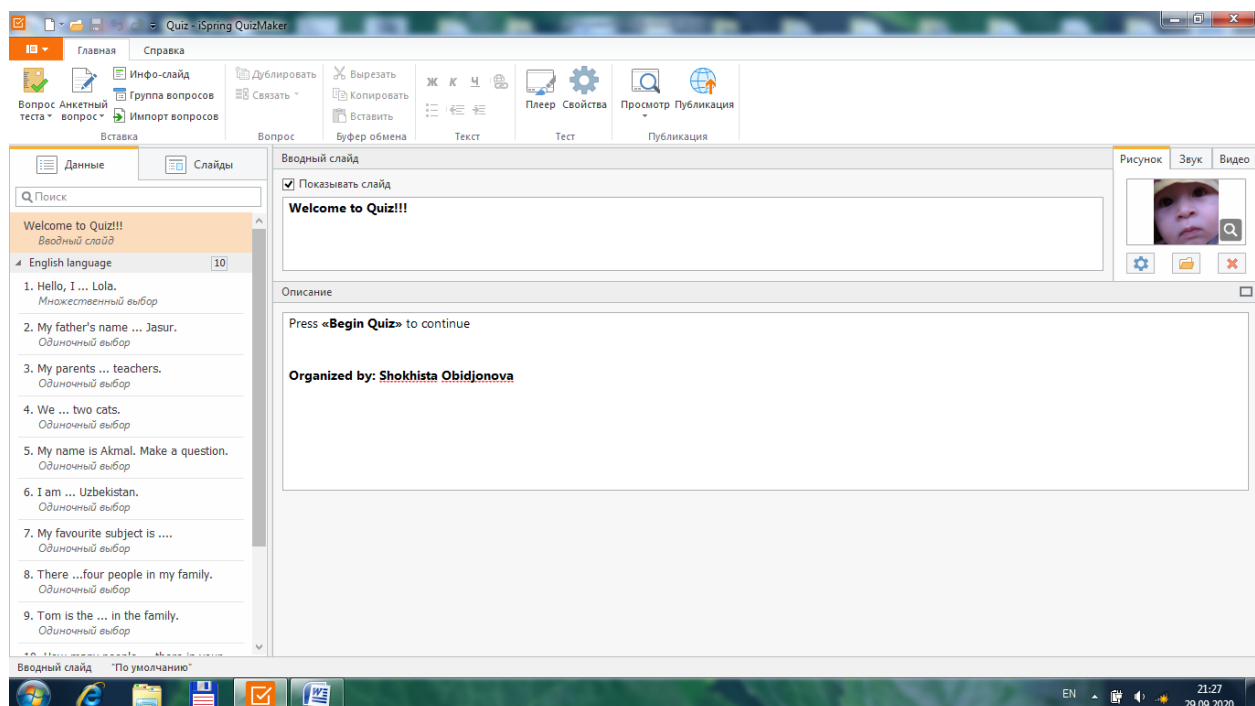 Quiz - iSpring QuizMaker
Главная Справка
Вопрос теста
Анкетный вопрос
Инфо-слайд
Группа вопросов
Импорт вопросов
Вставка
Дублировать
Связать
Вопрос
Вырезать
Копировать
Вставить
Буфер обмена
Ж К Ч
Текст
Плеер Свойства
Тест
Просмотр Публикация
Публикация
Данные Слайды
Поиск
Welcome to Quiz!!!
Вводный слайд
English language 10
1. Hello, I ... Lola.
Множественный выбор
2. My father's name ... Jasur.
Одиночный выбор
3. My parents ... teachers.
Одиночный выбор
4. We ... two cats.
Одиночный выбор
5. My name is Akmal. Make a question.
Одиночный выбор
6. I am ... Uzbekistan.
Одиночный выбор
7. My favourite subject is ....
Одиночный выбор
8. There ...four people in my family.
Одиночный выбор
9. Tom is the ... in the family.
Одиночный выбор
Вводный слайд
Показывать слайд
Welcome to Quiz!!!
Рисунок Звук Видео
Описание
Press «Begin Quiz» to continue
Organized by: Shokhista Obidjonova
Вводный слайд "По умолчанию"
EN
21:27
29.09.2020